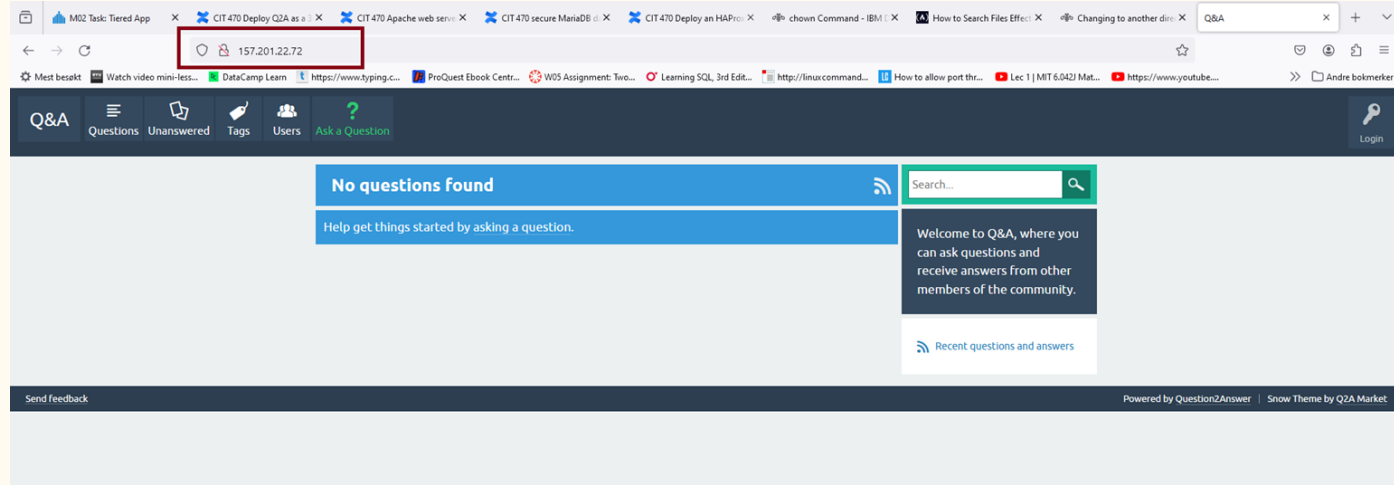 M02 Task: Tiered App
CIT 470 Deploy Q2A as a 3
CIT 470 Apache web serve
CIT 470 secure MariaDB d
CIT 470 Deploy an HAProx
chown Command - IBM D
How to Search Files Effect
Changing to another dire
Q&A
157.201.22.72
Mest besøkt
Watch video mini-less...
DataCamp Learn
https://www.typing.c...
ProQuest Ebook Centr...
W05 Assignment: Two...
Learning SQL, 3rd Edit...
http://linuxcommand...
How to allow port thr...
Lec 1 | MIT 6.042J Mat...
https://www.youtube....
Andre bokmerker
Q&A
Questions
Unanswered
Tags
Users
Ask a Question
Login
No questions found
Search...
Help get things started by asking a question.
Welcome to Q&A, where you
can ask questions and
receive answers from other
members of the community.
Recent questions and answers
Send feedback
Powered by Question2Answer | Snow Theme by Q2A Market